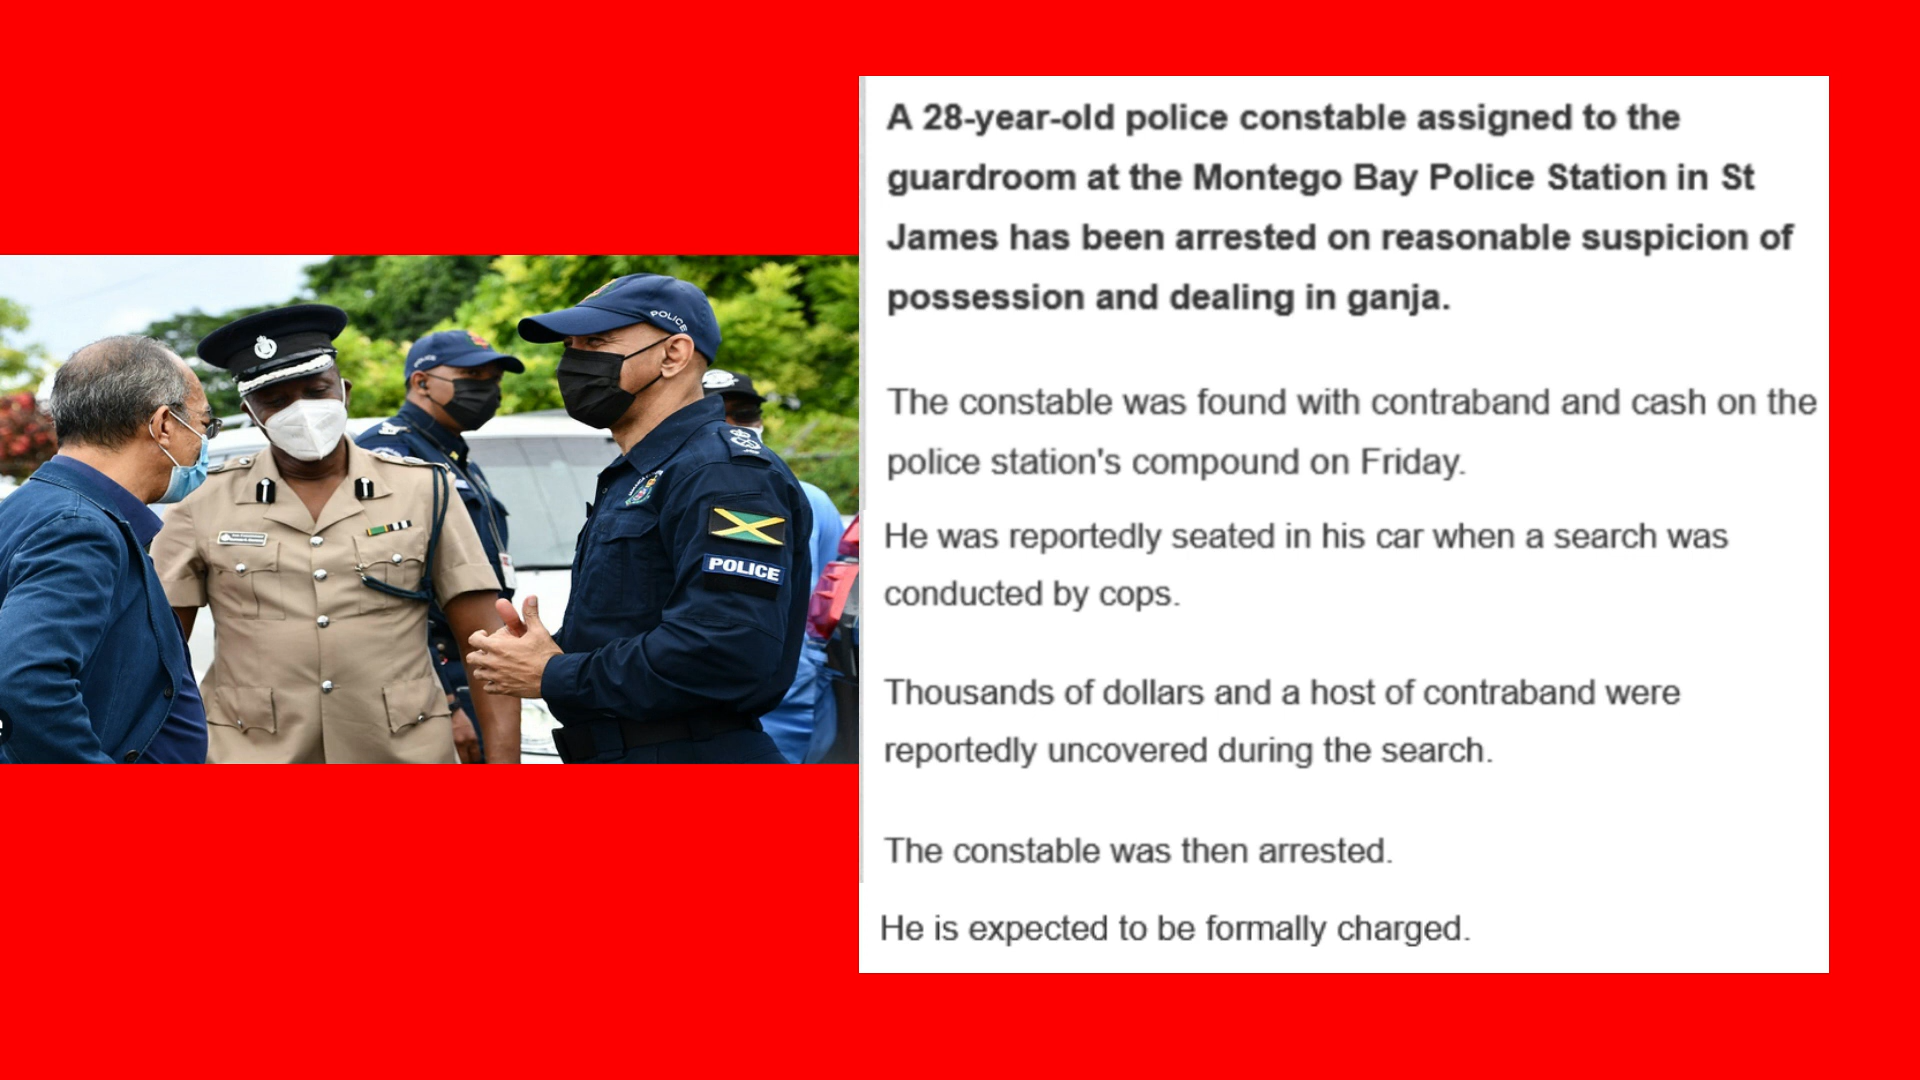 A 28-year-old police constable assigned to the
guardroom at the Montego Bay Police Station in St
James has been arrested on reasonable suspicion of
possession and dealing in ganja.
The constable was found with contraband and cash on the
police station's compound on Friday.
He was reportedly seated in his car when a search was
conducted by cops.
Thousands of dollars and a host of contraband were
reportedly uncovered during the search.
The constable was then arrested.
He is expected to be formally charged.
POLICE
POLICE